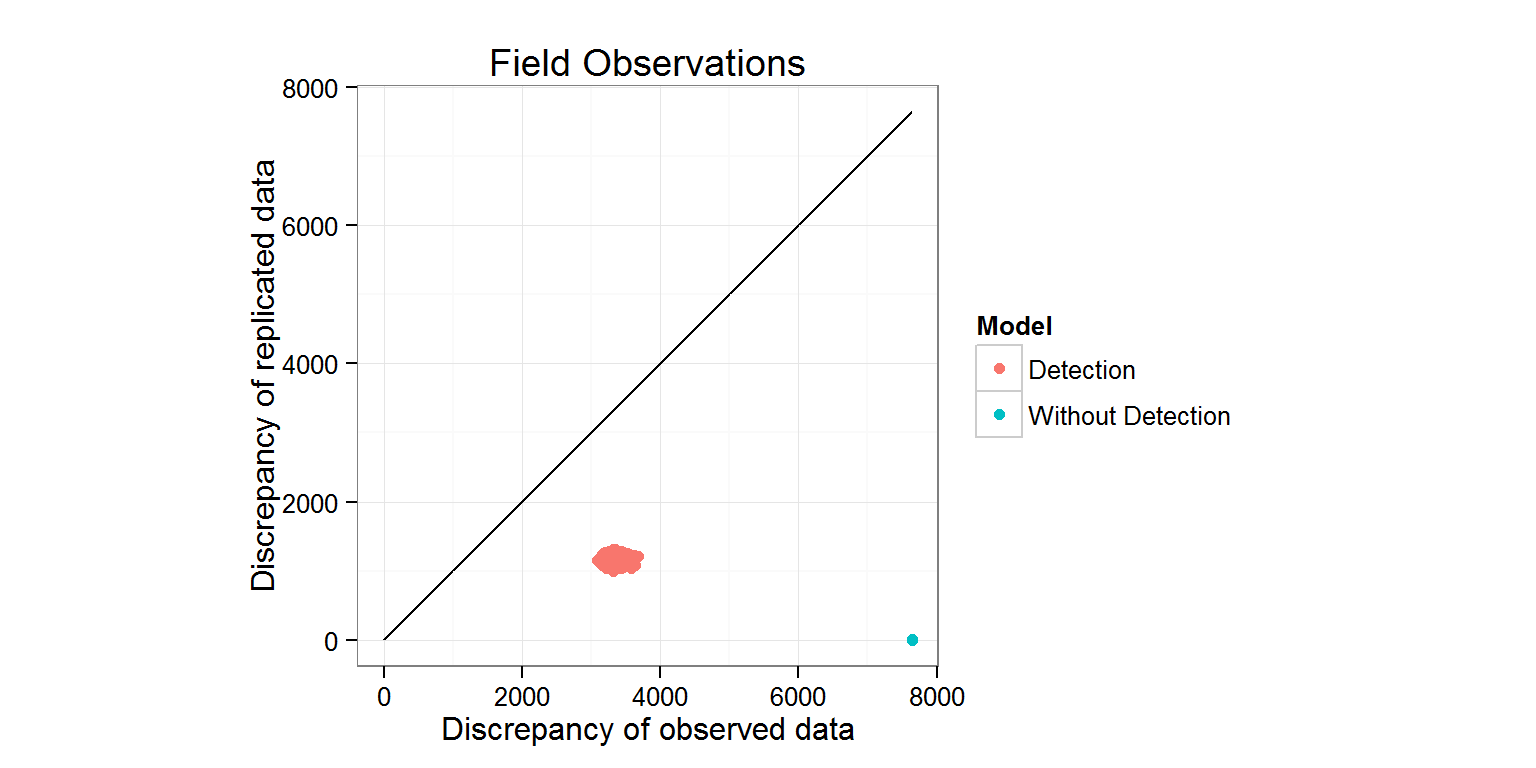 Field Observations
8000
6000
4000
2000
0
Discrepancy of replicated data
0 2000 4000 6000 8000
Discrepancy of observed data
Model
Detection
Without Detection